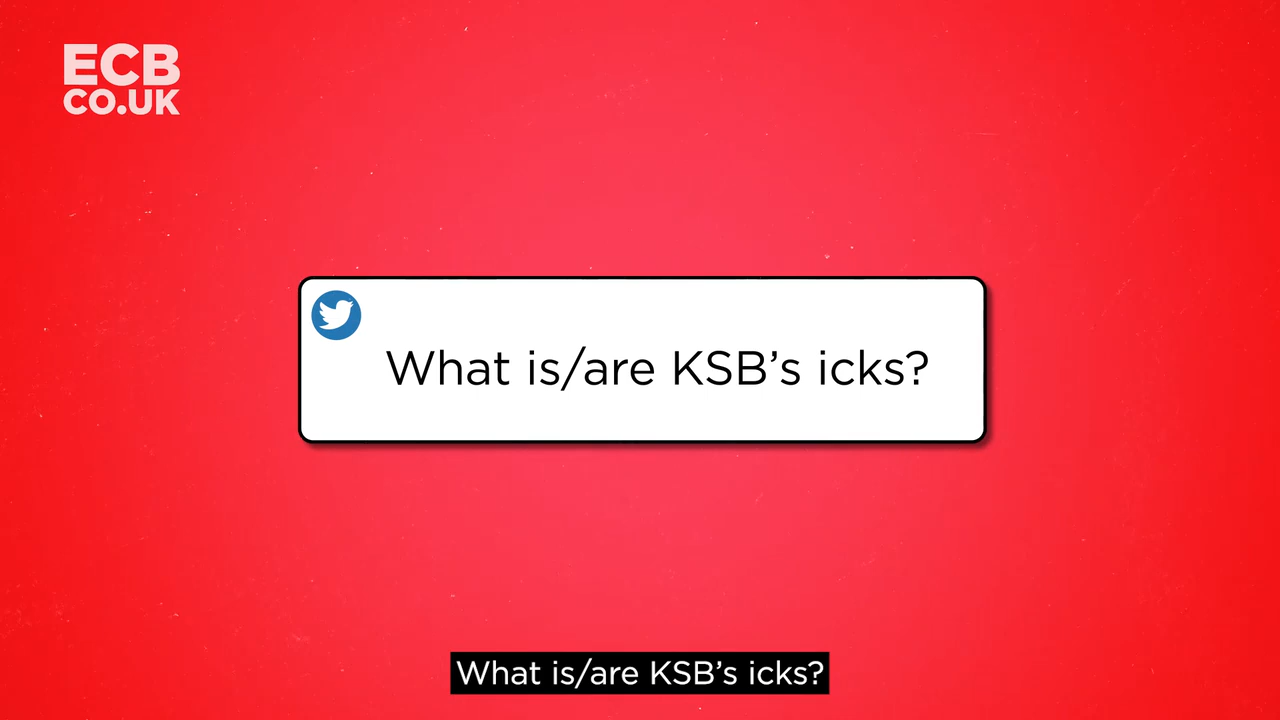 ECB
CO.UK
What is/are KSB’s icks?
What is/are KSB’s icks?